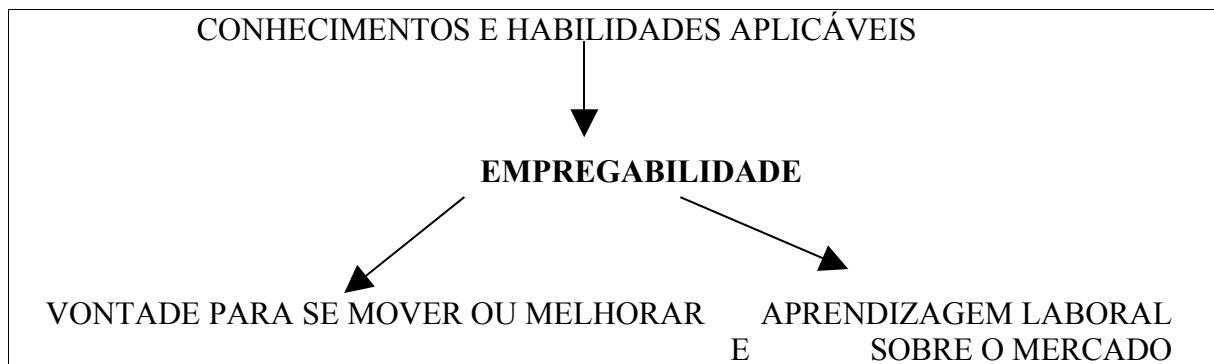 CONHECIMENTOS E HABILIDADES APLICÁVEIS
EMPREGABILIDADE
VONTADE PARA SE MOVER OU MELHORAR APRENDIZAGEM LABORAL
E SOBRE O MERCADO